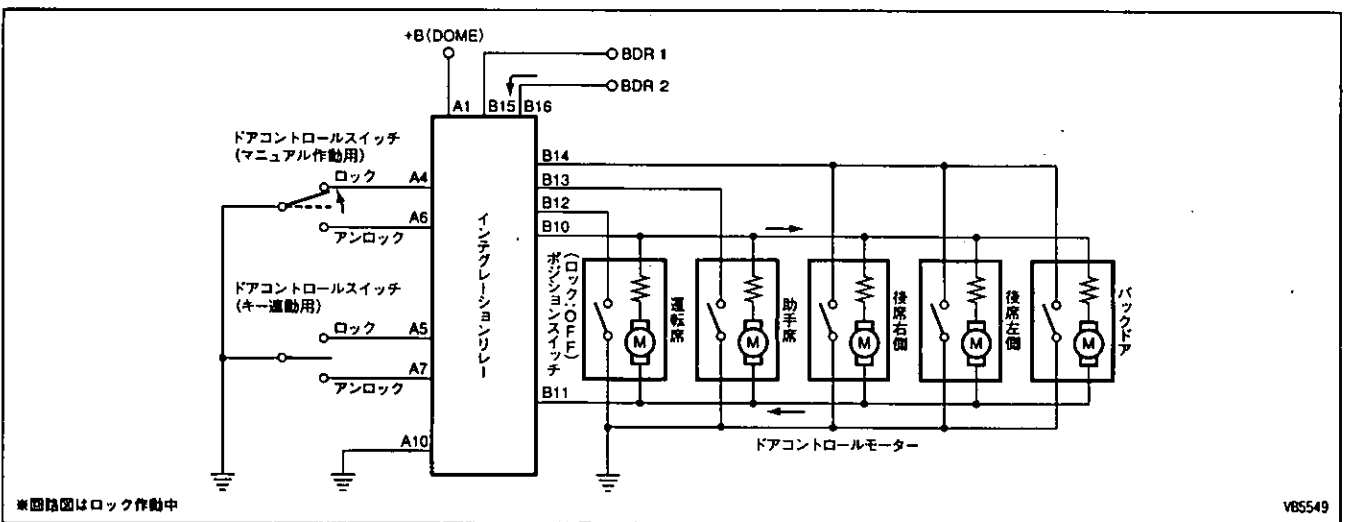 +B(DOME)
BDR 1
BDR 2
A1 B15 B16
ドアコントロールスイッチ
(マニュアル作動用)
ロック A4
A6
アンロック
ドアコントロールスイッチ
(キー連動用)
ロック A5
A7
アンロック
A10
インテグレーションリレー
B14
B13
B12
B10
B11
ポジションスイッチ
(ロック:OFF)
M 運転席
M 助手席
M 後席右側
M 後席左側
M バックドア
ドアコントロールモーター
※回路図はロック作動中
VB5549